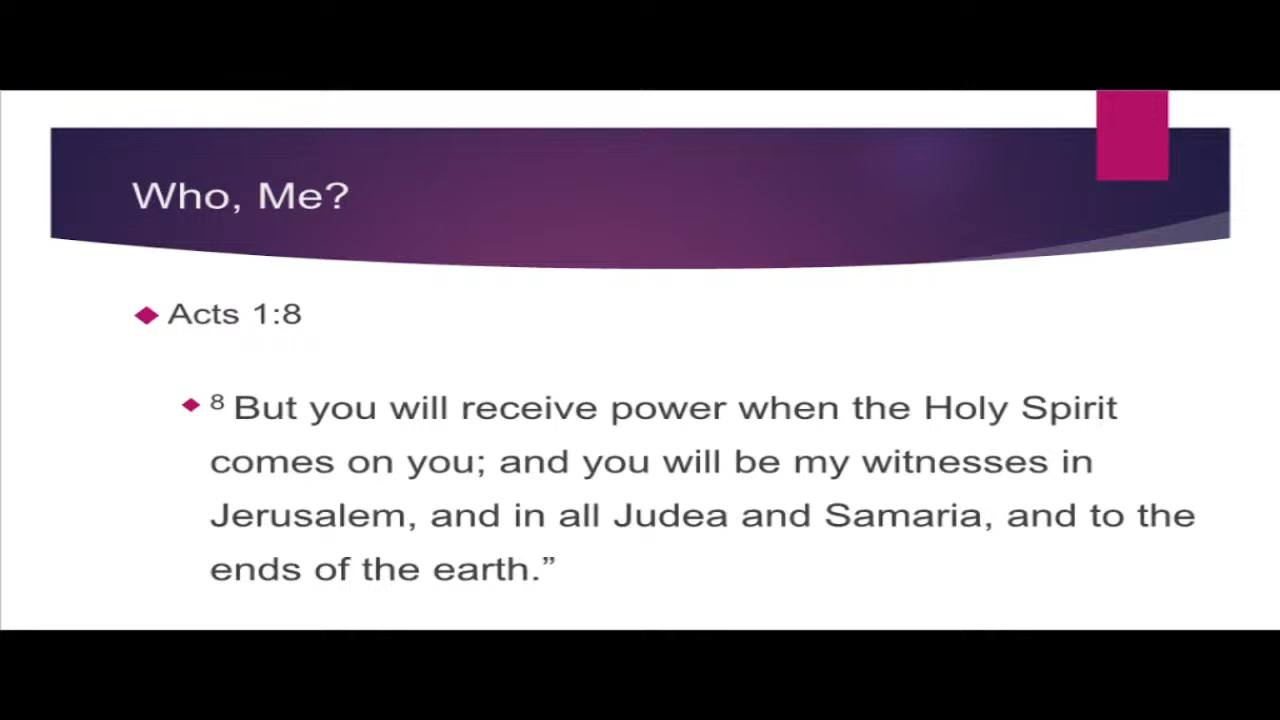 Who, Me?
Acts 1:8
8 But you will receive power when the Holy Spirit
comes on you; and you will be my witnesses in
Jerusalem, and in all Judea and Samaria, and to the
ends of the earth.”